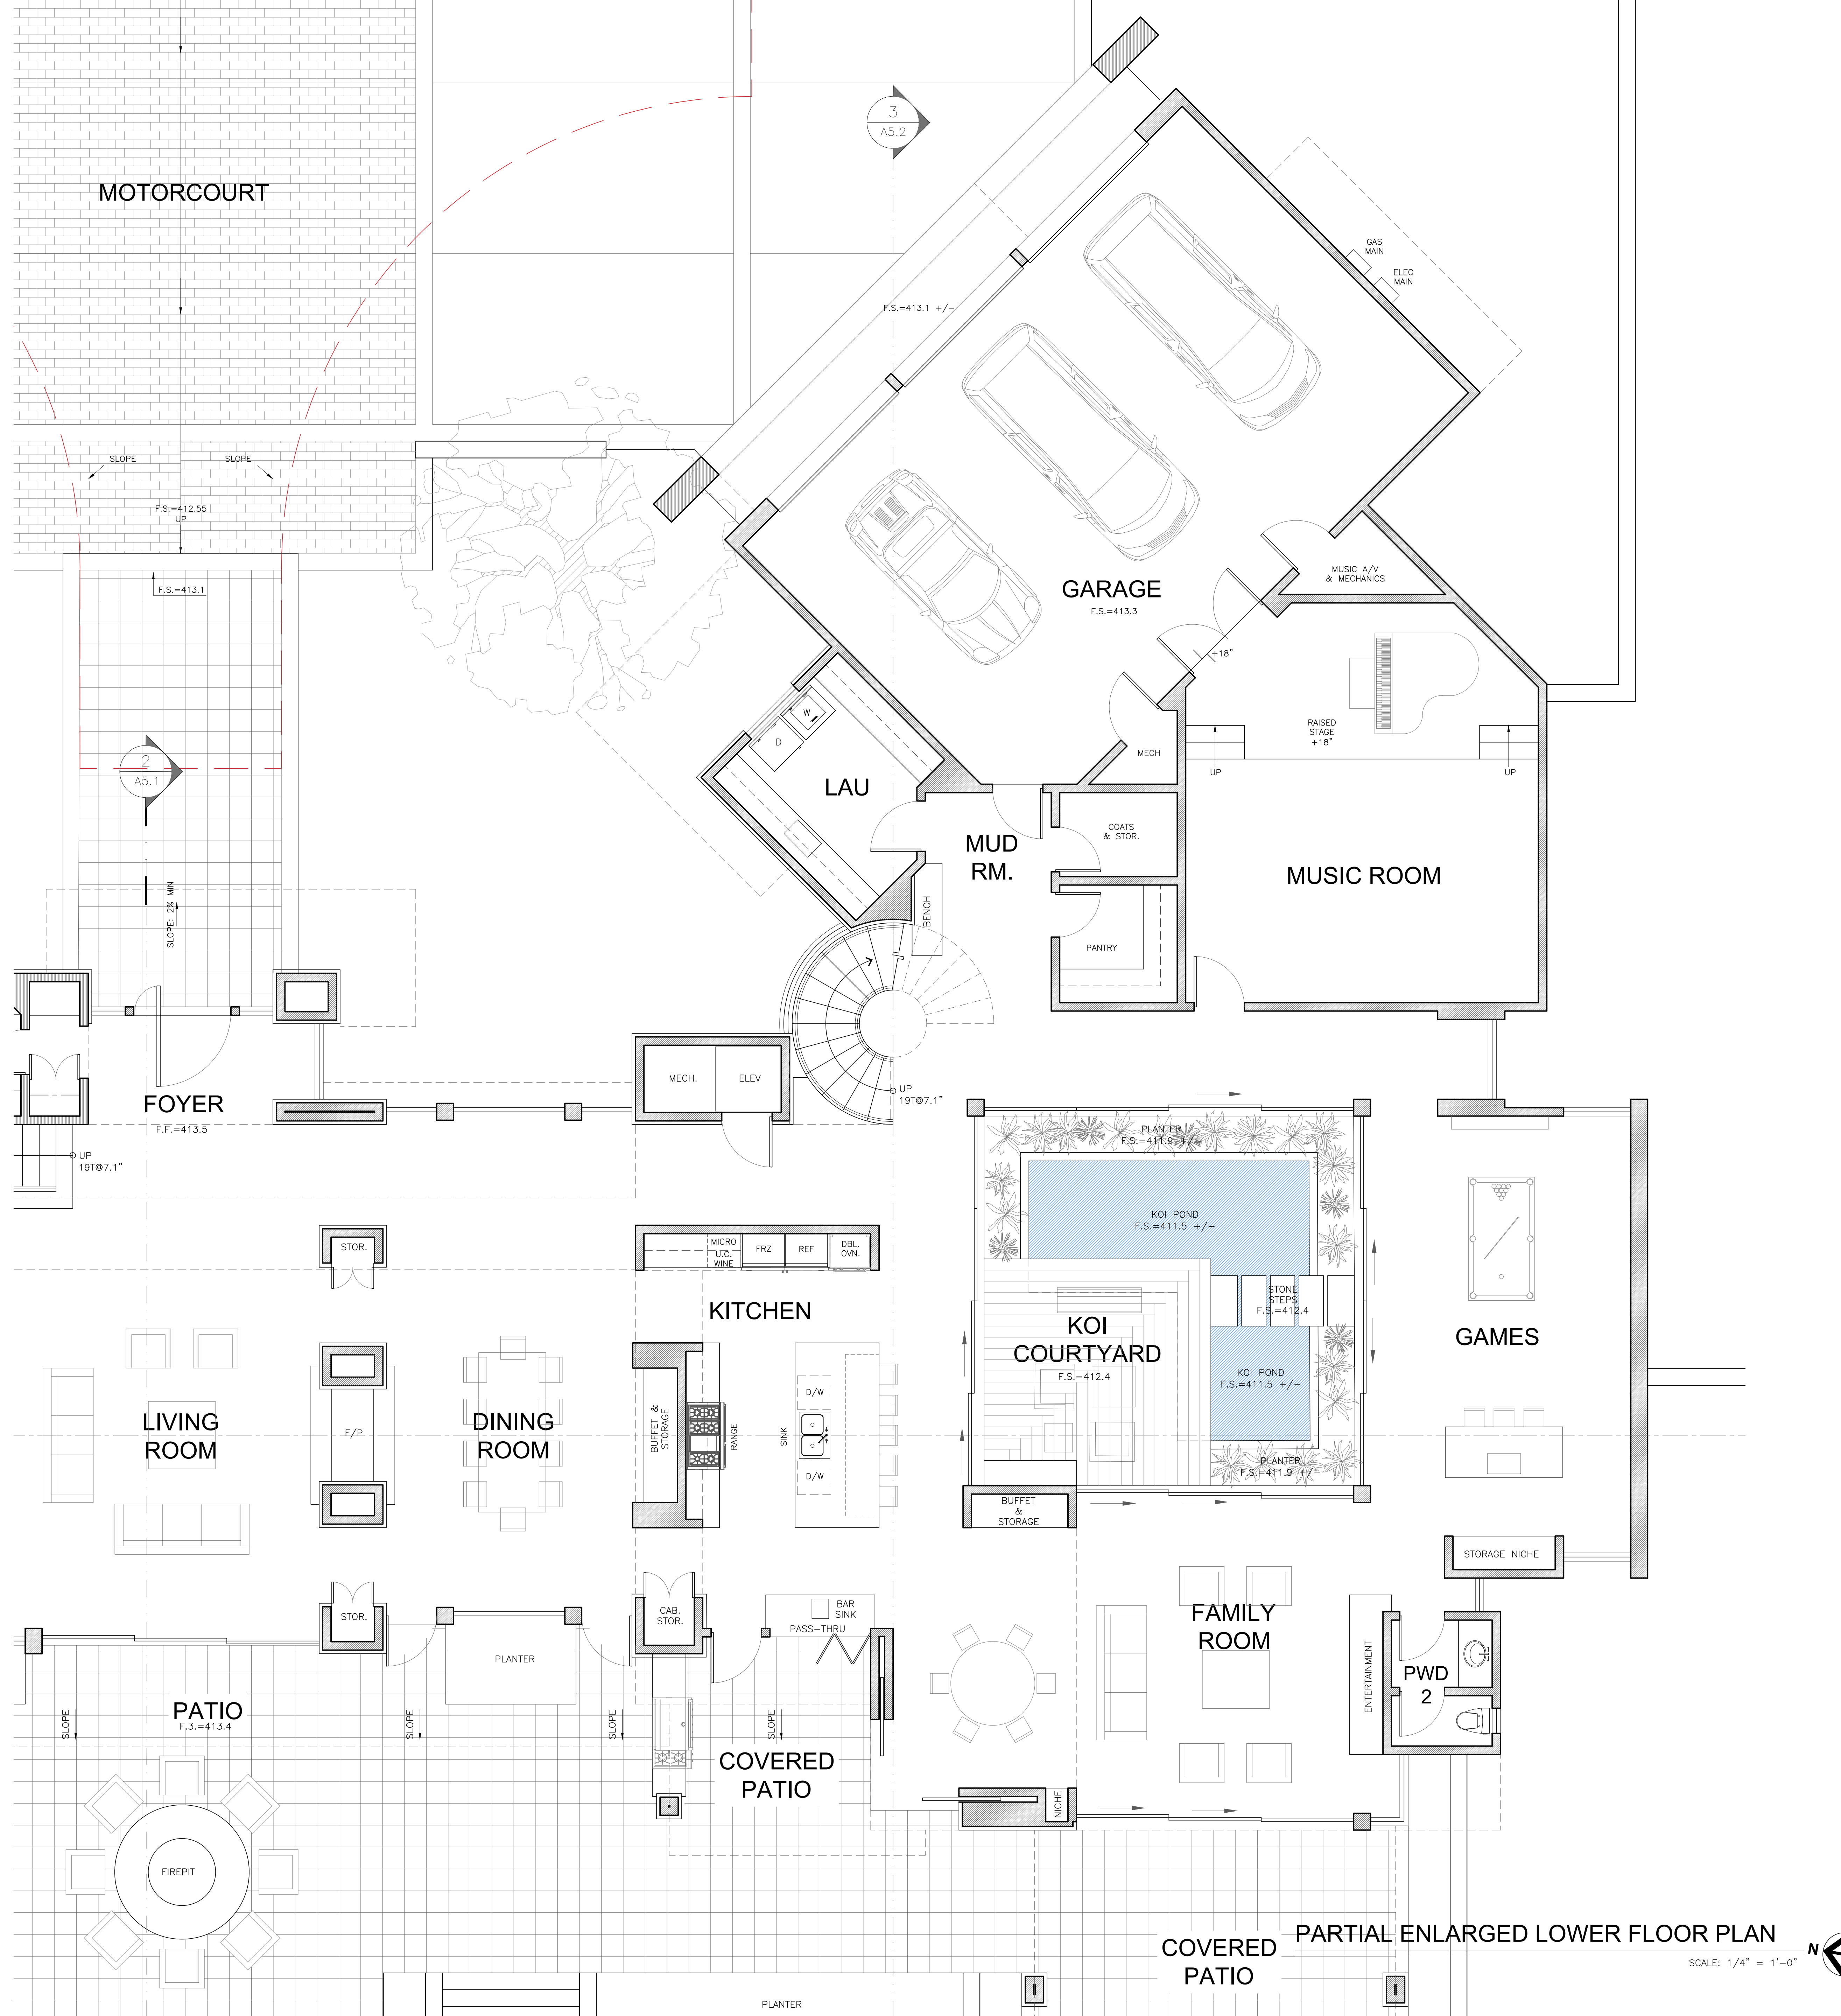 3
A5.2
MOTORCOURT
GAS
MAIN
ELEC
MAIN
F.S.=413.1 +/-
SLOPE
SLOPE
F.S.=412.55
UP
F.S.=413.1
MUSIC A/V
& MECHANICS
GARAGE
F.S.=413.3
+18"
W
D
RAISED
STAGE
+18"
MECH
UP
UP
2
A5.1
LAU
COATS
& STOR.
MUD
RM.
MUSIC ROOM
SLOPE: 2% MIN
BENCH
PANTRY
MECH.
ELEV
UP
19T@7.1"
FOYER
F.F.=413.5
UP
19T@7.1"
PLANTER
F.S.=411.9 +/-
KOI POND
F.S.=411.5 +/-
STOR.
MICRO
U.C.
WINE
FRZ
REF
DBL.
OVN.
STONE
STEPS
F.S.=412.4
KITCHEN
KOI
COURTYARD
F.S.=412.4
GAMES
KOI POND
F.S.=411.5 +/-
D/W
LIVING
ROOM
F/P
DINING
ROOM
BUFFET &
STORAGE
RANGE
SINK
D/W
PLANTER
F.S.=411.9 +/-
BUFFET
&
STORAGE
STORAGE NICHE
STOR.
CAB.
STOR.
BAR
SINK
PASS-THRU
FAMILY
ROOM
PLANTER
ENTERTAINMENT
PWD
2
PATIO
F.3.=413.4
SLOPE
SLOPE
SLOPE
SLOPE
COVERED
PATIO
NICHE
FIREPIT
COVERED
PATIO
PARTIAL ENLARGED LOWER FLOOR PLAN
SCALE: 1/4" = 1'-0"
N
PLANTER